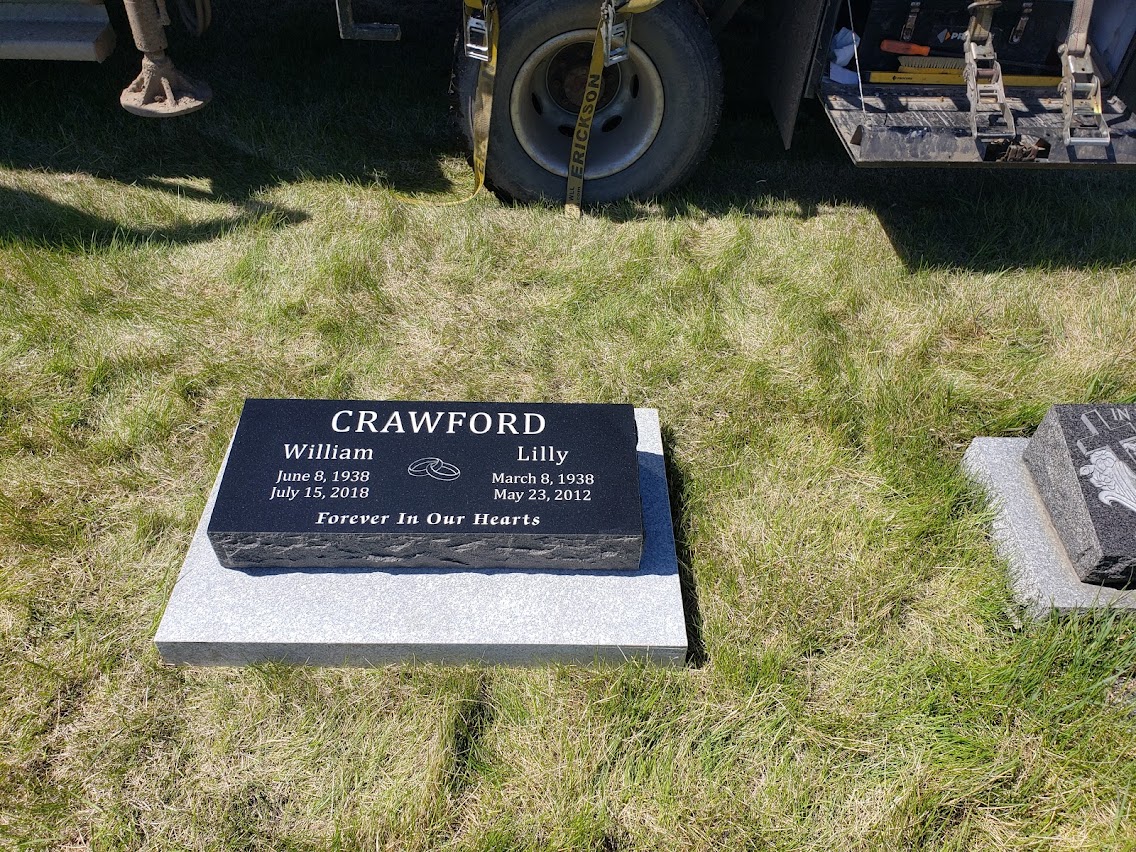 ERICKSON
CRAWFORD
William
Lilly
June 8, 1938
March 8, 1938
July 15, 2018
May 23, 2012
Forever In Our Hearts
IN